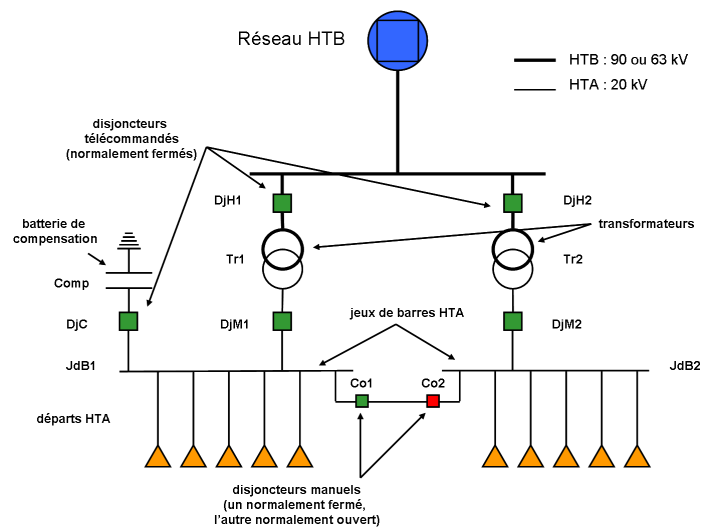 Réseau HTB
HTB : 90 ou 63 kV
HTA : 20 kV
disjoncteurs
télécommandés
(normalement fermés)
DjH1
DjH2
batterie de
compensation
transformateurs
Tr1
Tr2
Comp
jeux de barres HTA
DjC
DjM1
DjM2
JdB1
JdB2
Co1
Co2
départs HTA
disjoncteurs manuels
(un normalement fermé,
l'autre normalement ouvert)